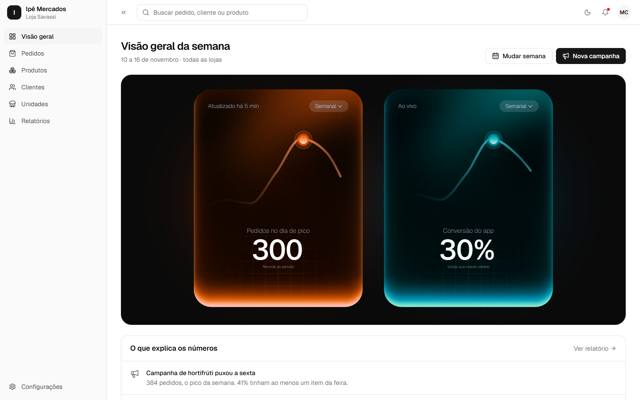 Ipê Mercados
Loja Savassi
Buscar pedido, cliente ou produto
MC
Visão geral
Pedidos
Produtos
Clientes
Unidades
Relatórios
Configurações
Visão geral da semana
10 a 16 de novembro · todas as lojas
Mudar semana
Nova campanha
Atualizado há 5 min
Semanal
Pedidos no dia de pico
300
Ao vivo
Semanal
Conversão do app
30%
O que explica os números
Ver relatório
Campanha de hortifrúti puxou a sexta
384 pedidos, o pico da semana. 41% tinham ao menos um item da feira.